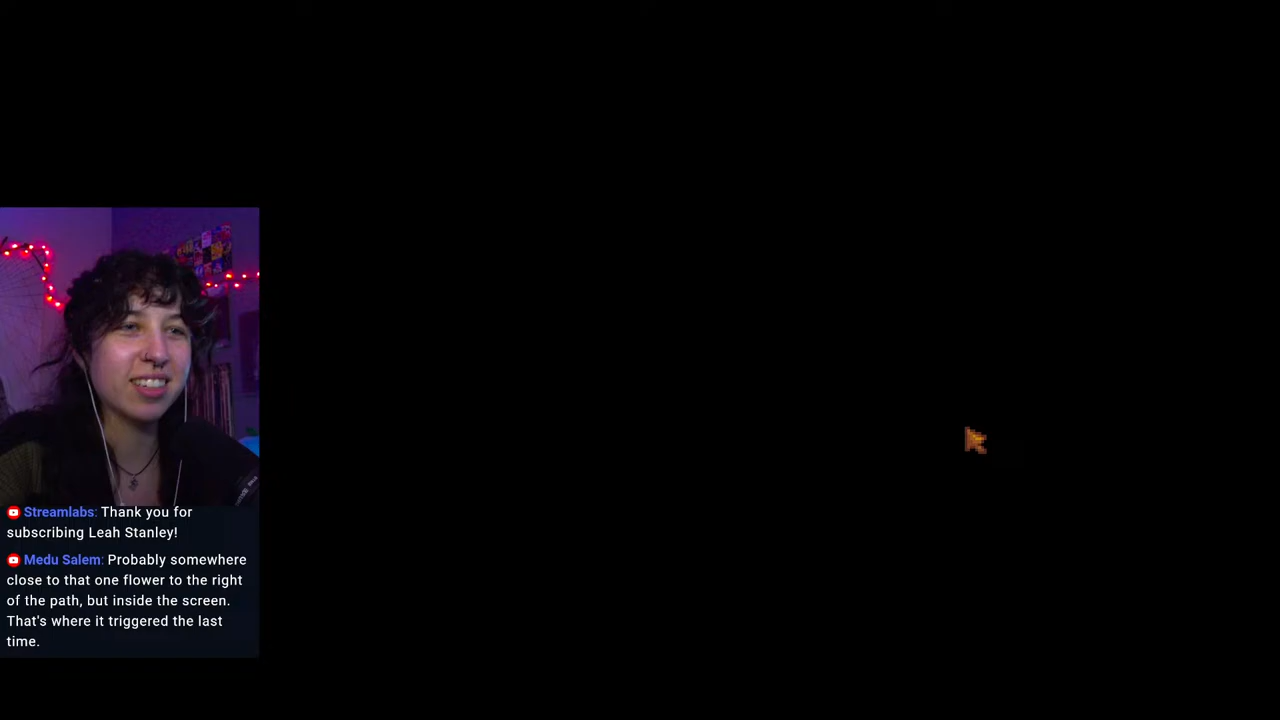 Streamlabs: Thank you for
subscribing Leah Stanley!
Medu Salem: Probably somewhere
close to that one flower to the right
of the path, but inside the screen.
That's where it triggered the last
time.